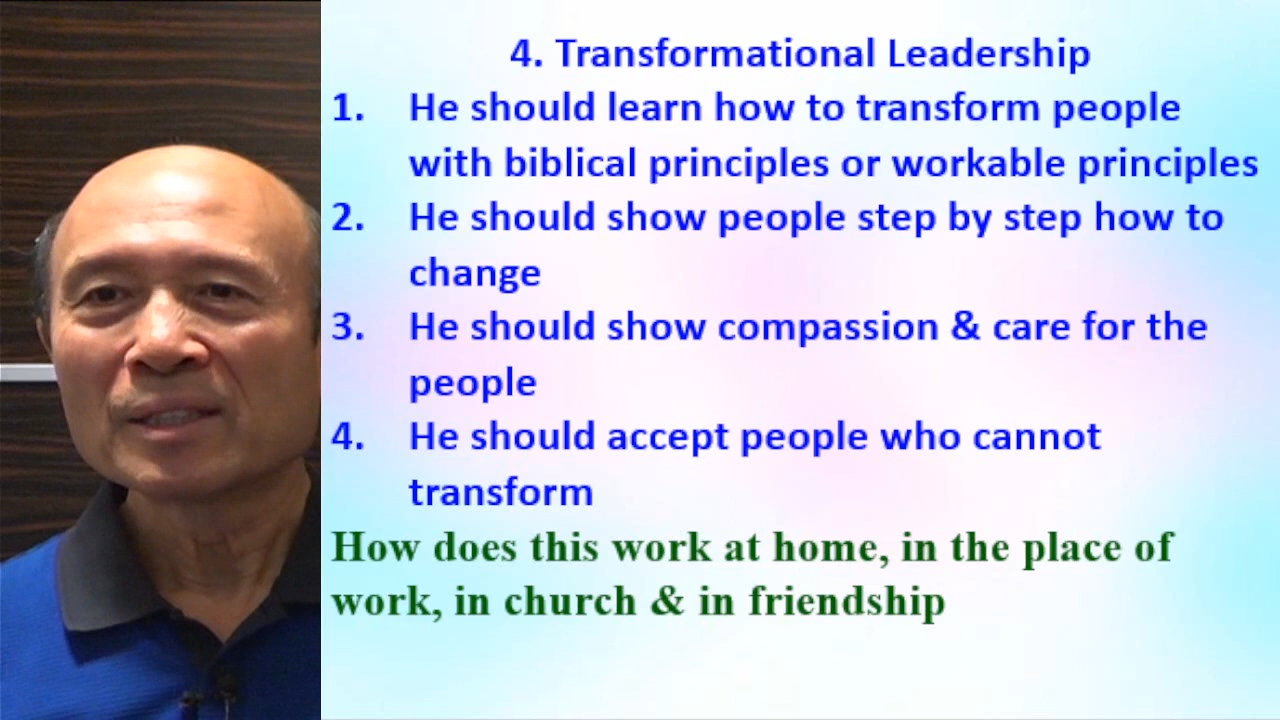 4. Transformational Leadership
1. He should learn how to transform people
with biblical principles or workable principles
2. He should show people step by step how to
change
3. He should show compassion & care for the
people
4. He should accept people who cannot
transform
How does this work at home, in the place of
work, in church & in friendship